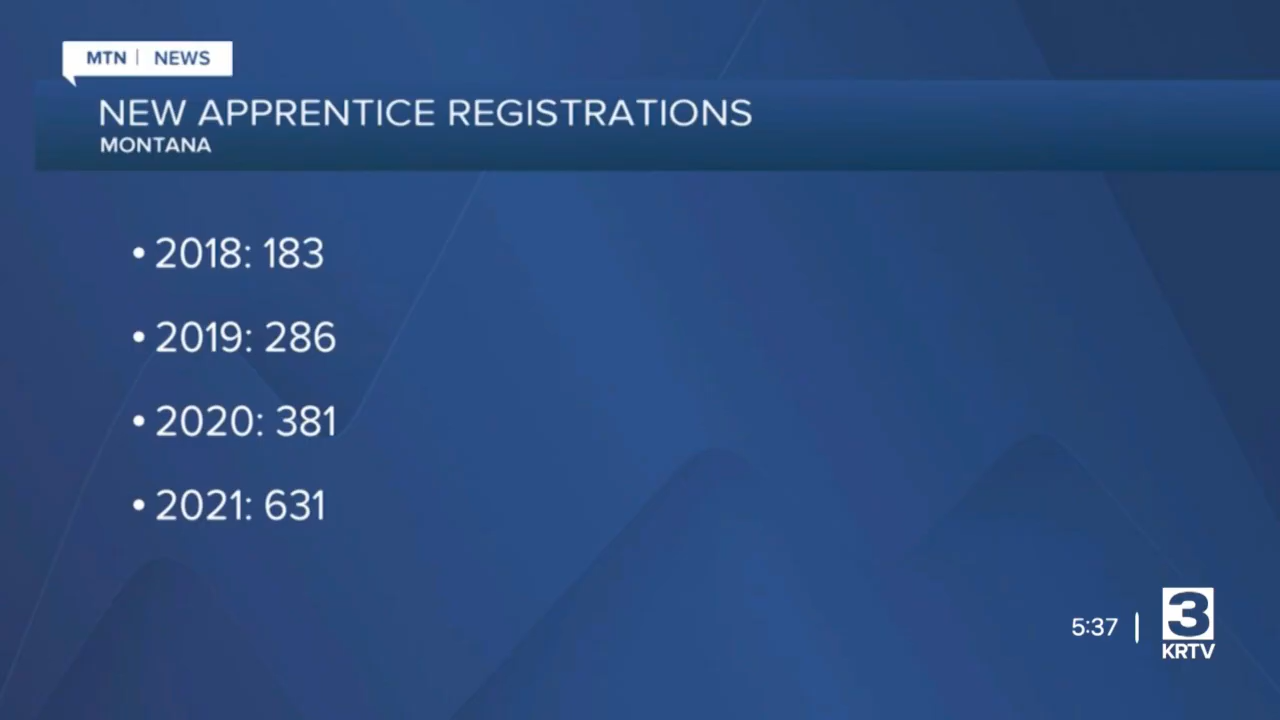 MTN | NEWS
NEW APPRENTICE REGISTRATIONS
MONTANA
• 2018: 183
• 2019: 286
• 2020: 381
• 2021: 631
5:37 | 3
KRTV